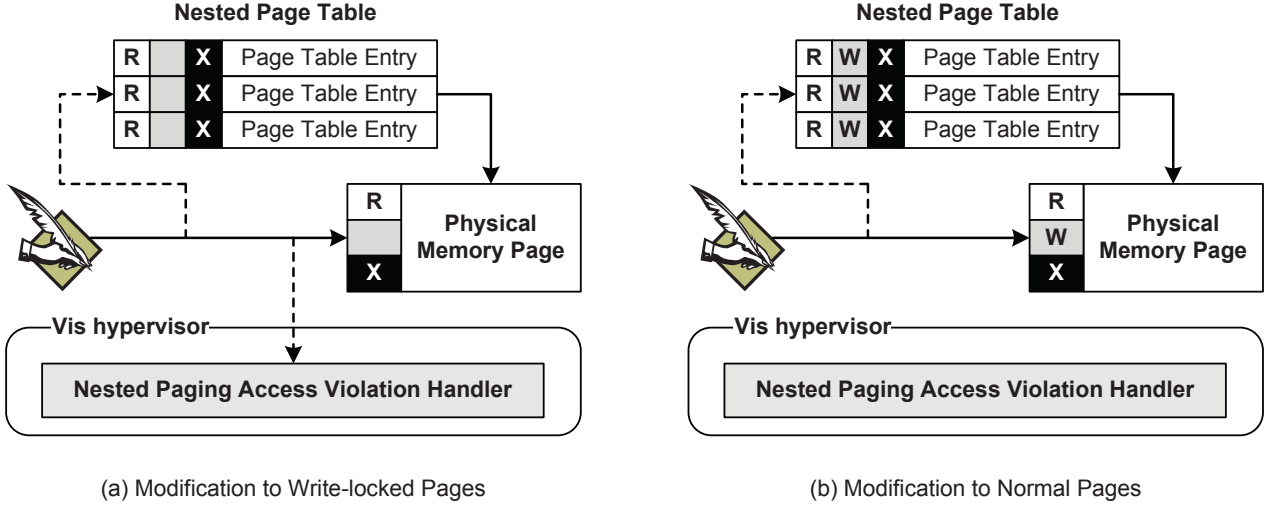 Nested Page Table
R X Page Table Entry
R X Page Table Entry
R X Page Table Entry
R
X
Physical
Memory Page
Vis hypervisor
Nested Paging Access Violation Handler
(a) Modification to Write-locked Pages
Nested Page Table
R W X Page Table Entry
R W X Page Table Entry
R W X Page Table Entry
R
W
X
Physical
Memory Page
Vis hypervisor
Nested Paging Access Violation Handler
(b) Modification to Normal Pages